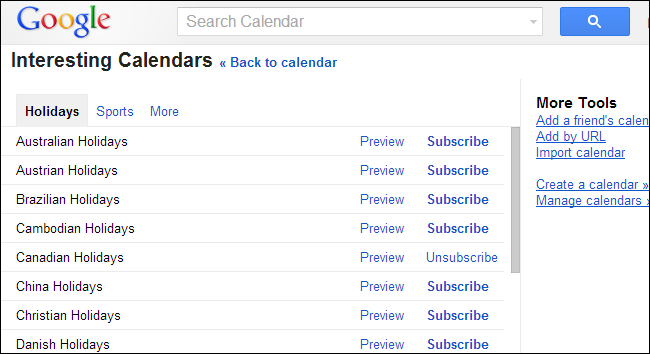 Google
Search Calendar
Interesting Calendars « Back to calendar
Holidays Sports More
Australian Holidays Preview Subscribe
Austrian Holidays Preview Subscribe
Brazilian Holidays Preview Subscribe
Cambodian Holidays Preview Subscribe
Canadian Holidays Preview Unsubscribe
China Holidays Preview Subscribe
Christian Holidays Preview Subscribe
Danish Holidays Preview Subscribe
More Tools
Add a friend's calen
Add by URL
Import calendar
Create a calendar »
Manage calendars »